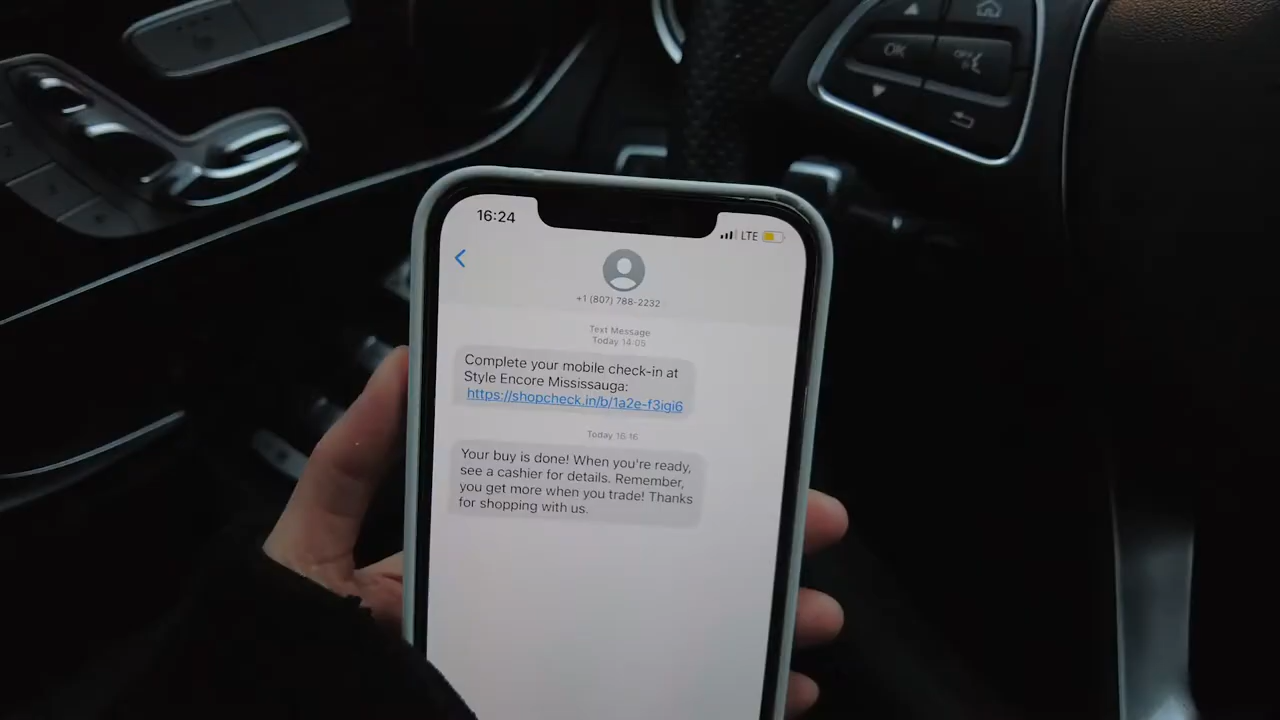 OK
16:24
LTE
+1 (807) 788-2232
Text Message
Today 14:05
Complete your mobile check-in at
Style Encore Mississauga:
https://shopcheck.in/b/1a2e-f3igi6
Today 16:16
Your buy is done! When you're ready,
see a cashier for details. Remember,
you get more when you trade! Thanks
for shopping with us.